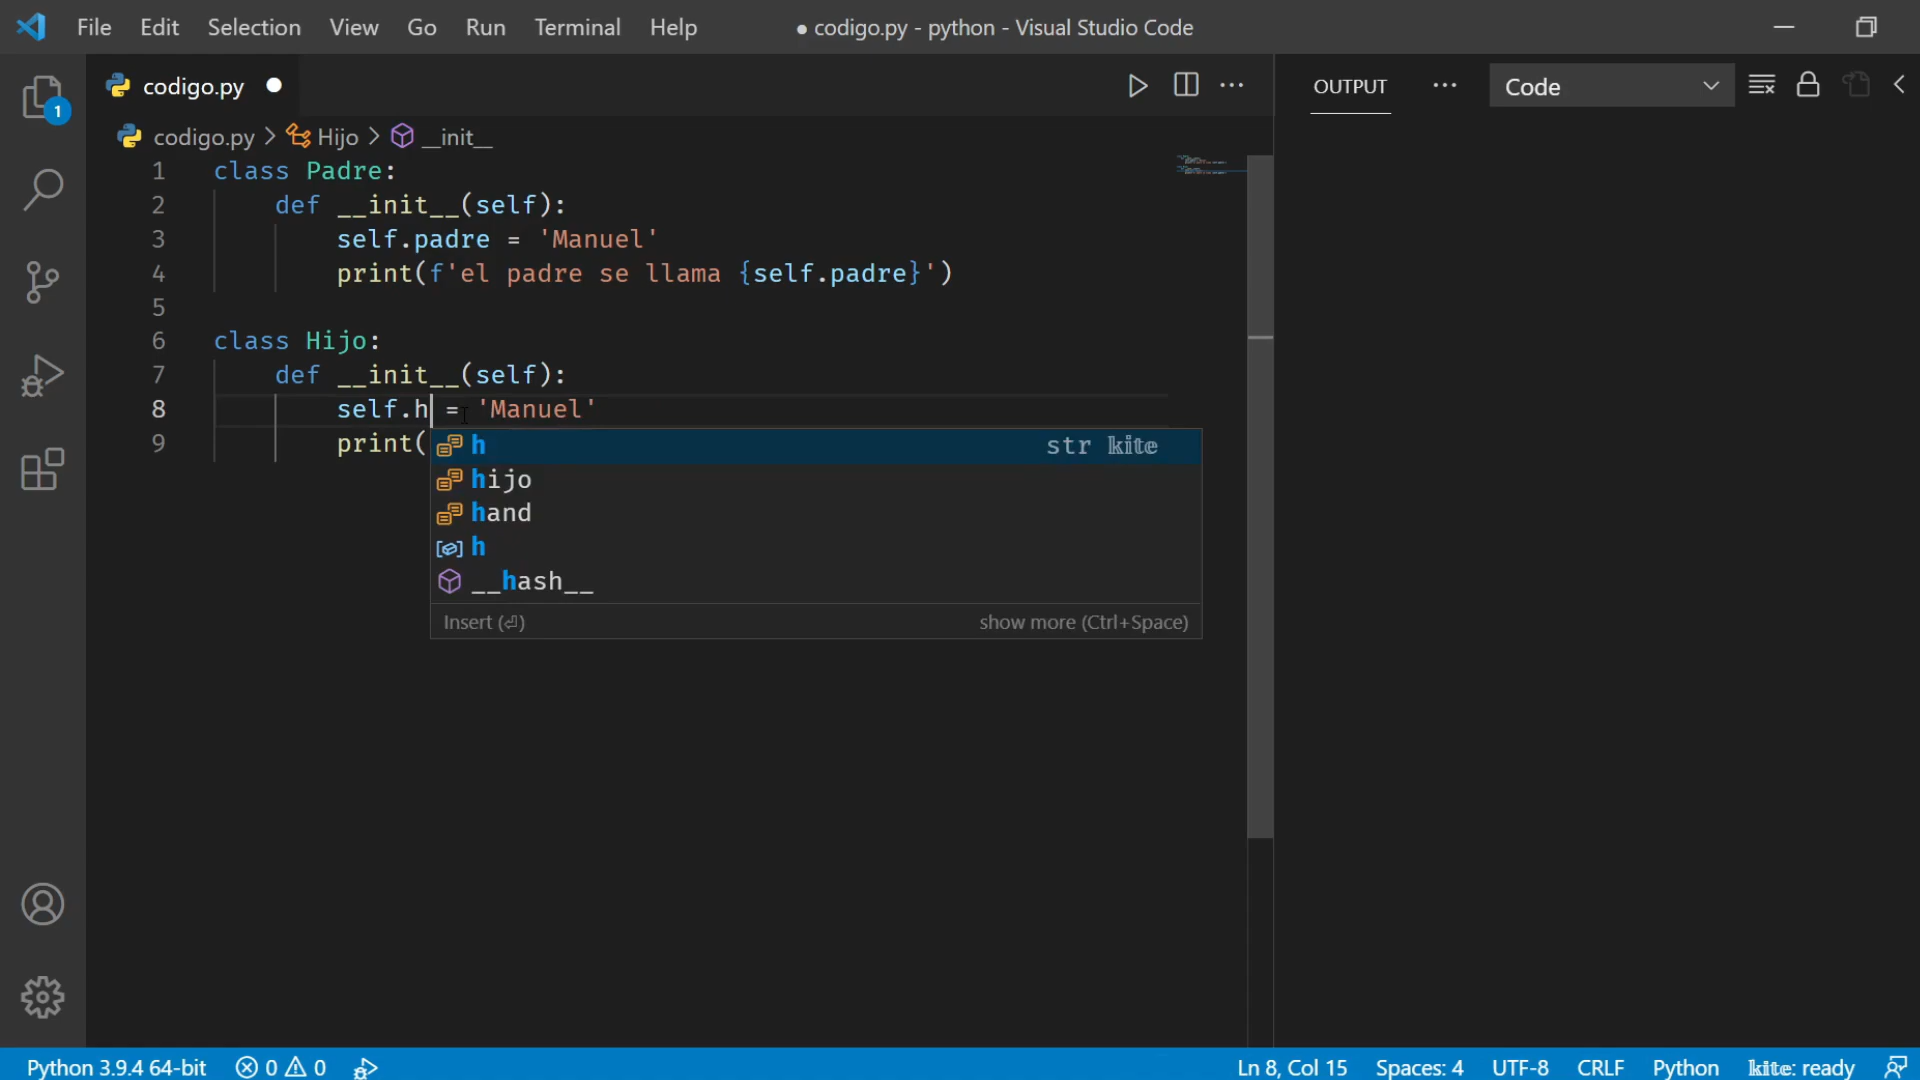 File Edit Selection View Go Run Terminal Help ● codigo.py - python - Visual Studio Code
codigo.py ●
OUTPUT ··· Code
1
codigo.py > Hijo > __init__
1 class Padre:
2 def __init__(self):
3 self.padre = 'Manuel'
4 print(f'el padre se llama {self.padre}')
5
6 class Hijo:
7 def __init__(self):
8 self.h = 'Manuel'
9 print(
h str kite
hijo
hand
h
__hash__
Insert (⏎) show more (Ctrl+Space)
Python 3.9.4 64-bit 0 0 Ln 8, Col 15 Spaces: 4 UTF-8 CRLF Python kite: ready